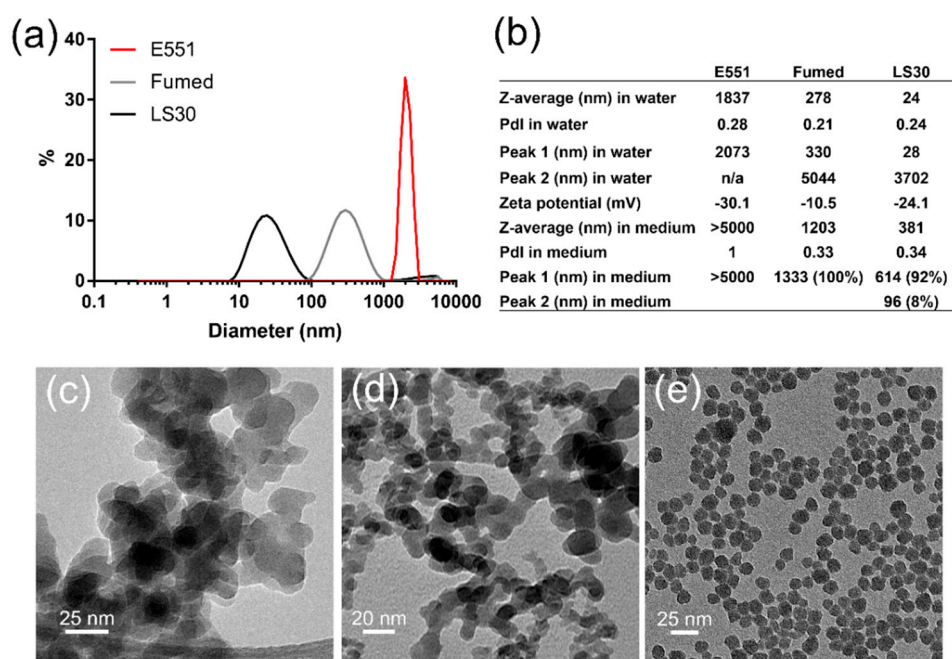 (a)
40
30
20
10
0
%
E551
Fumed
LS30
0.1 1 10 100 1000 10000
Diameter (nm)
(b)
E551 Fumed LS30
Z-average (nm) in water 1837 278 24
PdI in water 0.28 0.21 0.24
Peak 1 (nm) in water 2073 330 28
Peak 2 (nm) in water n/a 5044 3702
Zeta potential (mV) -30.1 -10.5 -24.1
Z-average (nm) in medium >5000 1203 381
PdI in medium 1 0.33 0.34
Peak 1 (nm) in medium >5000 1333 (100%) 614 (92%)
Peak 2 (nm) in medium 96 (8%)
(c)
25 nm
(d)
20 nm
(e)
25 nm